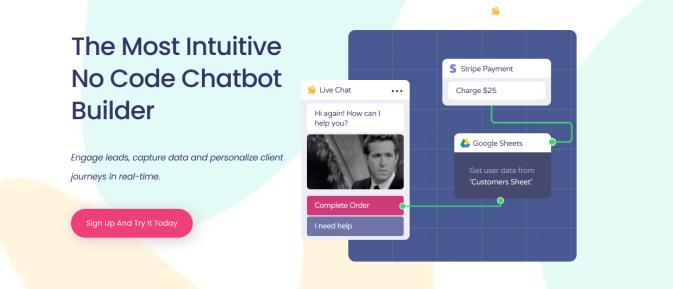 The Most Intuitive
No Code Chatbot
Builder
Engage leads, capture data and personalize client
journeys in real-time.
Sign Up And Try It Today
Live Chat
Hi again! How can I
help you?
Complete Order
I need help
Stripe Payment
Charge $25
Google Sheets
Get user data from
'Customers Sheet'